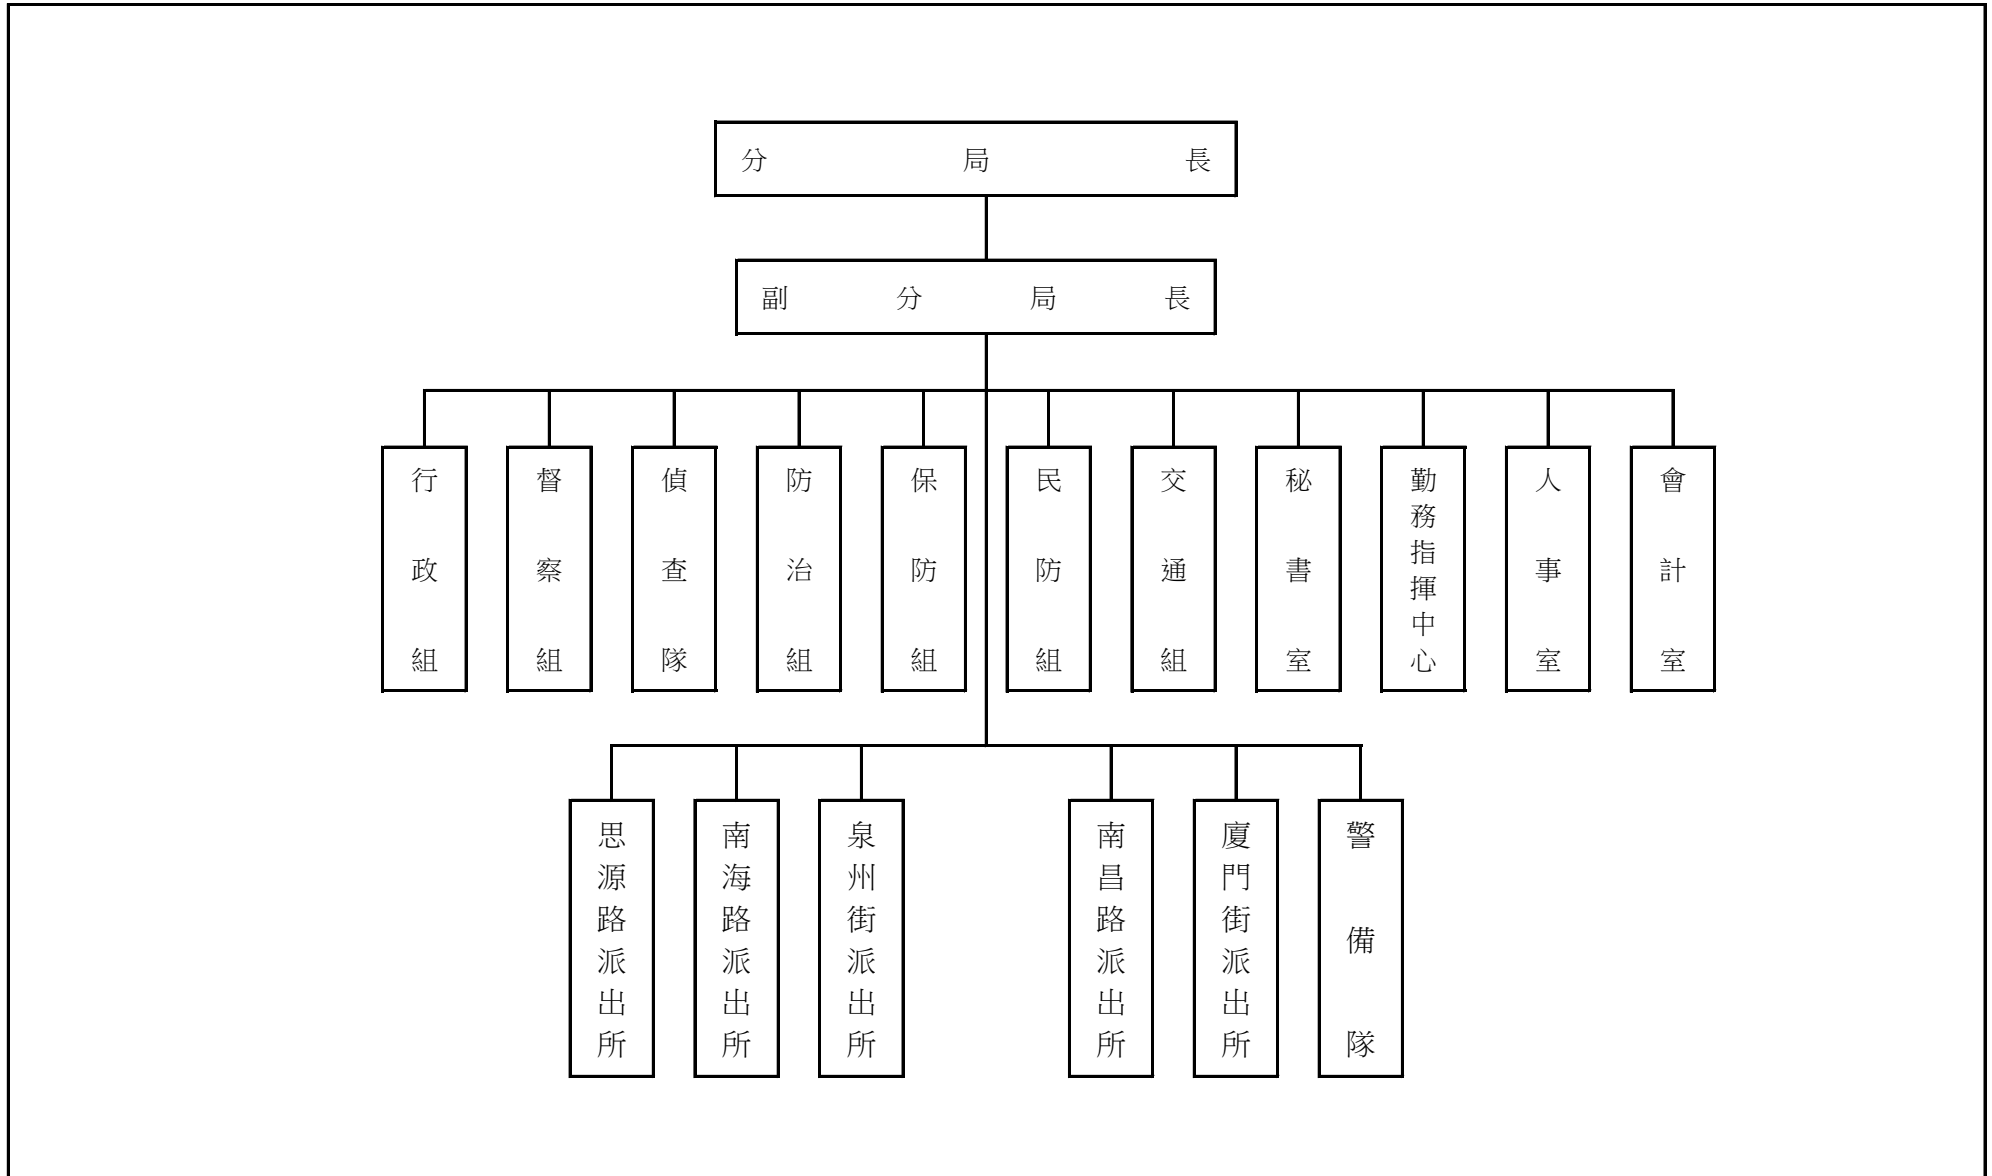 分局長
副分局長
行政組
督察組
偵查隊
防治組
保防組
民防組
交通組
秘書室
勤務指揮中心
人事室
會計室
思源路派出所
南海路派出所
泉州街派出所
南昌路派出所
廈門街派出所
警備隊